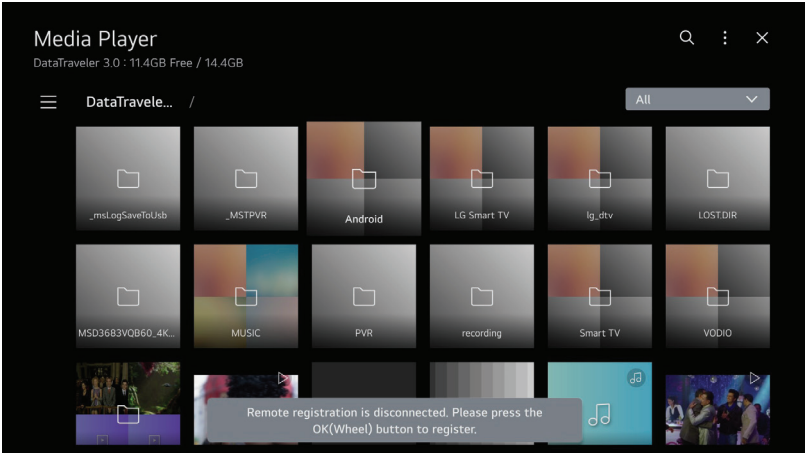 Media Player
DataTraveler 3.0 : 11.4GB Free / 14.4GB
DataTravele... /
All
_msLogSaveToUsb
_MSTPVR
Android
LG Smart TV
lg_dtv
LOST.DIR
MSD3683VQB60_4K...
MUSIC
PVR
recording
Smart TV
VODIO
Remote registration is disconnected. Please press the
OK(Wheel) button to register.